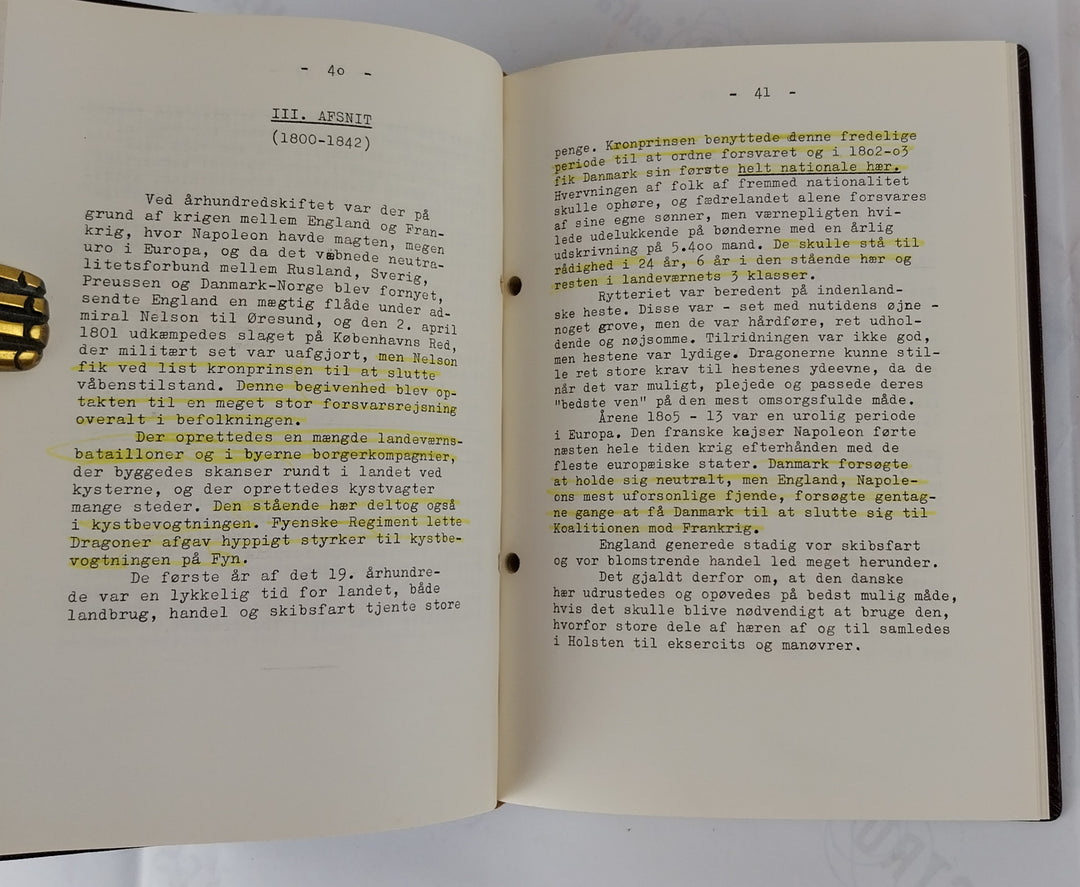 - 40 -
III. AFSNIT
(1800-1842)
Ved århundredskiftet var der på
grund af krigen mellem England og Fran-
krig, hvor Napoleon havde magten, megen
uro i Europa, og da det væbnede neutra-
litetsforbund mellem Rusland, Sverig,
Preussen og Danmark-Norge blev fornyet,
sendte England en mægtig flåde under ad-
miral Nelson til Øresund, og den 2. april
1801 udkæmpedes slaget på Københavns Red,
der militært set var uafgjort, men Nelson
fik ved list kronprinsen til at slutte
våbenstilstand. Denne begivenhed blev op-
takten til en meget stor forsvarsrejsning
overalt i befolkningen.
Der oprettedes en mængde landeværns-
batailloner og i byerne borgerkompagnier,
der byggedes skanser rundt i landet ved
kysterne, og der oprettedes kystvagter
mange steder. Den stående hær deltog også
i kystbevogtningen. Fyenske Regiment lette
Dragoner afgav hyppigt styrker til kystbe-
vogtningen på Fyn.
De første år af det 19. århundre-
de var en lykkelig tid for landet, både
landbrug, handel og skibsfart tjente store
- 41 -
penge. Kronprinsen benyttede denne fredelige
periode til at ordne forsvaret og i 1802-03
fik Danmark sin første helt nationale hær.
Hvervningen af folk af fremmed nationalitet
skulle ophøre, og fædrelandet alene forsvares
af sine egne sønner, men værnepligten hvi-
lede udelukkende på bønderne med en årlig
udskrivning på 5.400 mand. De skulle stå til
rådighed i 24 år, 6 år i den stående hær og
resten i landeværnets 3 klasser.
Rytteriet var beredent på indenland-
ske heste. Disse var - set med nutidens øjne -
noget grove, men de var hårdføre, ret udhol-
dende og nøjsomme. Tilridningen var ikke god,
men hestene var lydige. Dragonerne kunne stil-
le ret store krav til hestenes ydeevne, da de
når det var muligt, plejede og passede deres
"bedste ven" på den mest omsorgsfulde måde.
Årene 1805 - 13 var en urolig periode
i Europa. Den franske kejser Napoleon førte
næsten hele tiden krig efterhånden med de
fleste europæiske stater. Danmark forsøgte
at holde sig neutralt, men England, Napole-
ons mest uforsonlige fjende, forsøgte gentag-
ne gange at få Danmark til at slutte sig til
Koalitionen mod Frankrig.
England generede stadig vor skibsfart
og vor blomstrende handel led meget herunder.
Det gjaldt derfor om, at den danske
hær udrustedes og opøvedes på bedst mulig måde,
hvis det skulle blive nødvendigt at bruge den,
hvorfor store dele af hæren af og til samledes
i Holsten til eksercits og manøvrer.